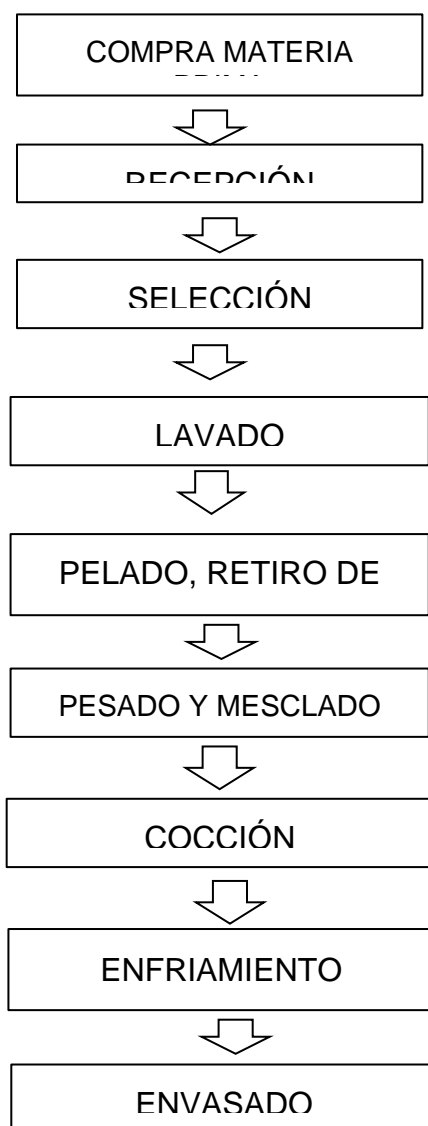 COMPRA MATERIA
RECEPCIÓN
SELECCIÓN
LAVADO
PELADO, RETIRO DE
PESADO Y MESCLADO
COCCIÓN
ENFRIAMIENTO
ENVASADO